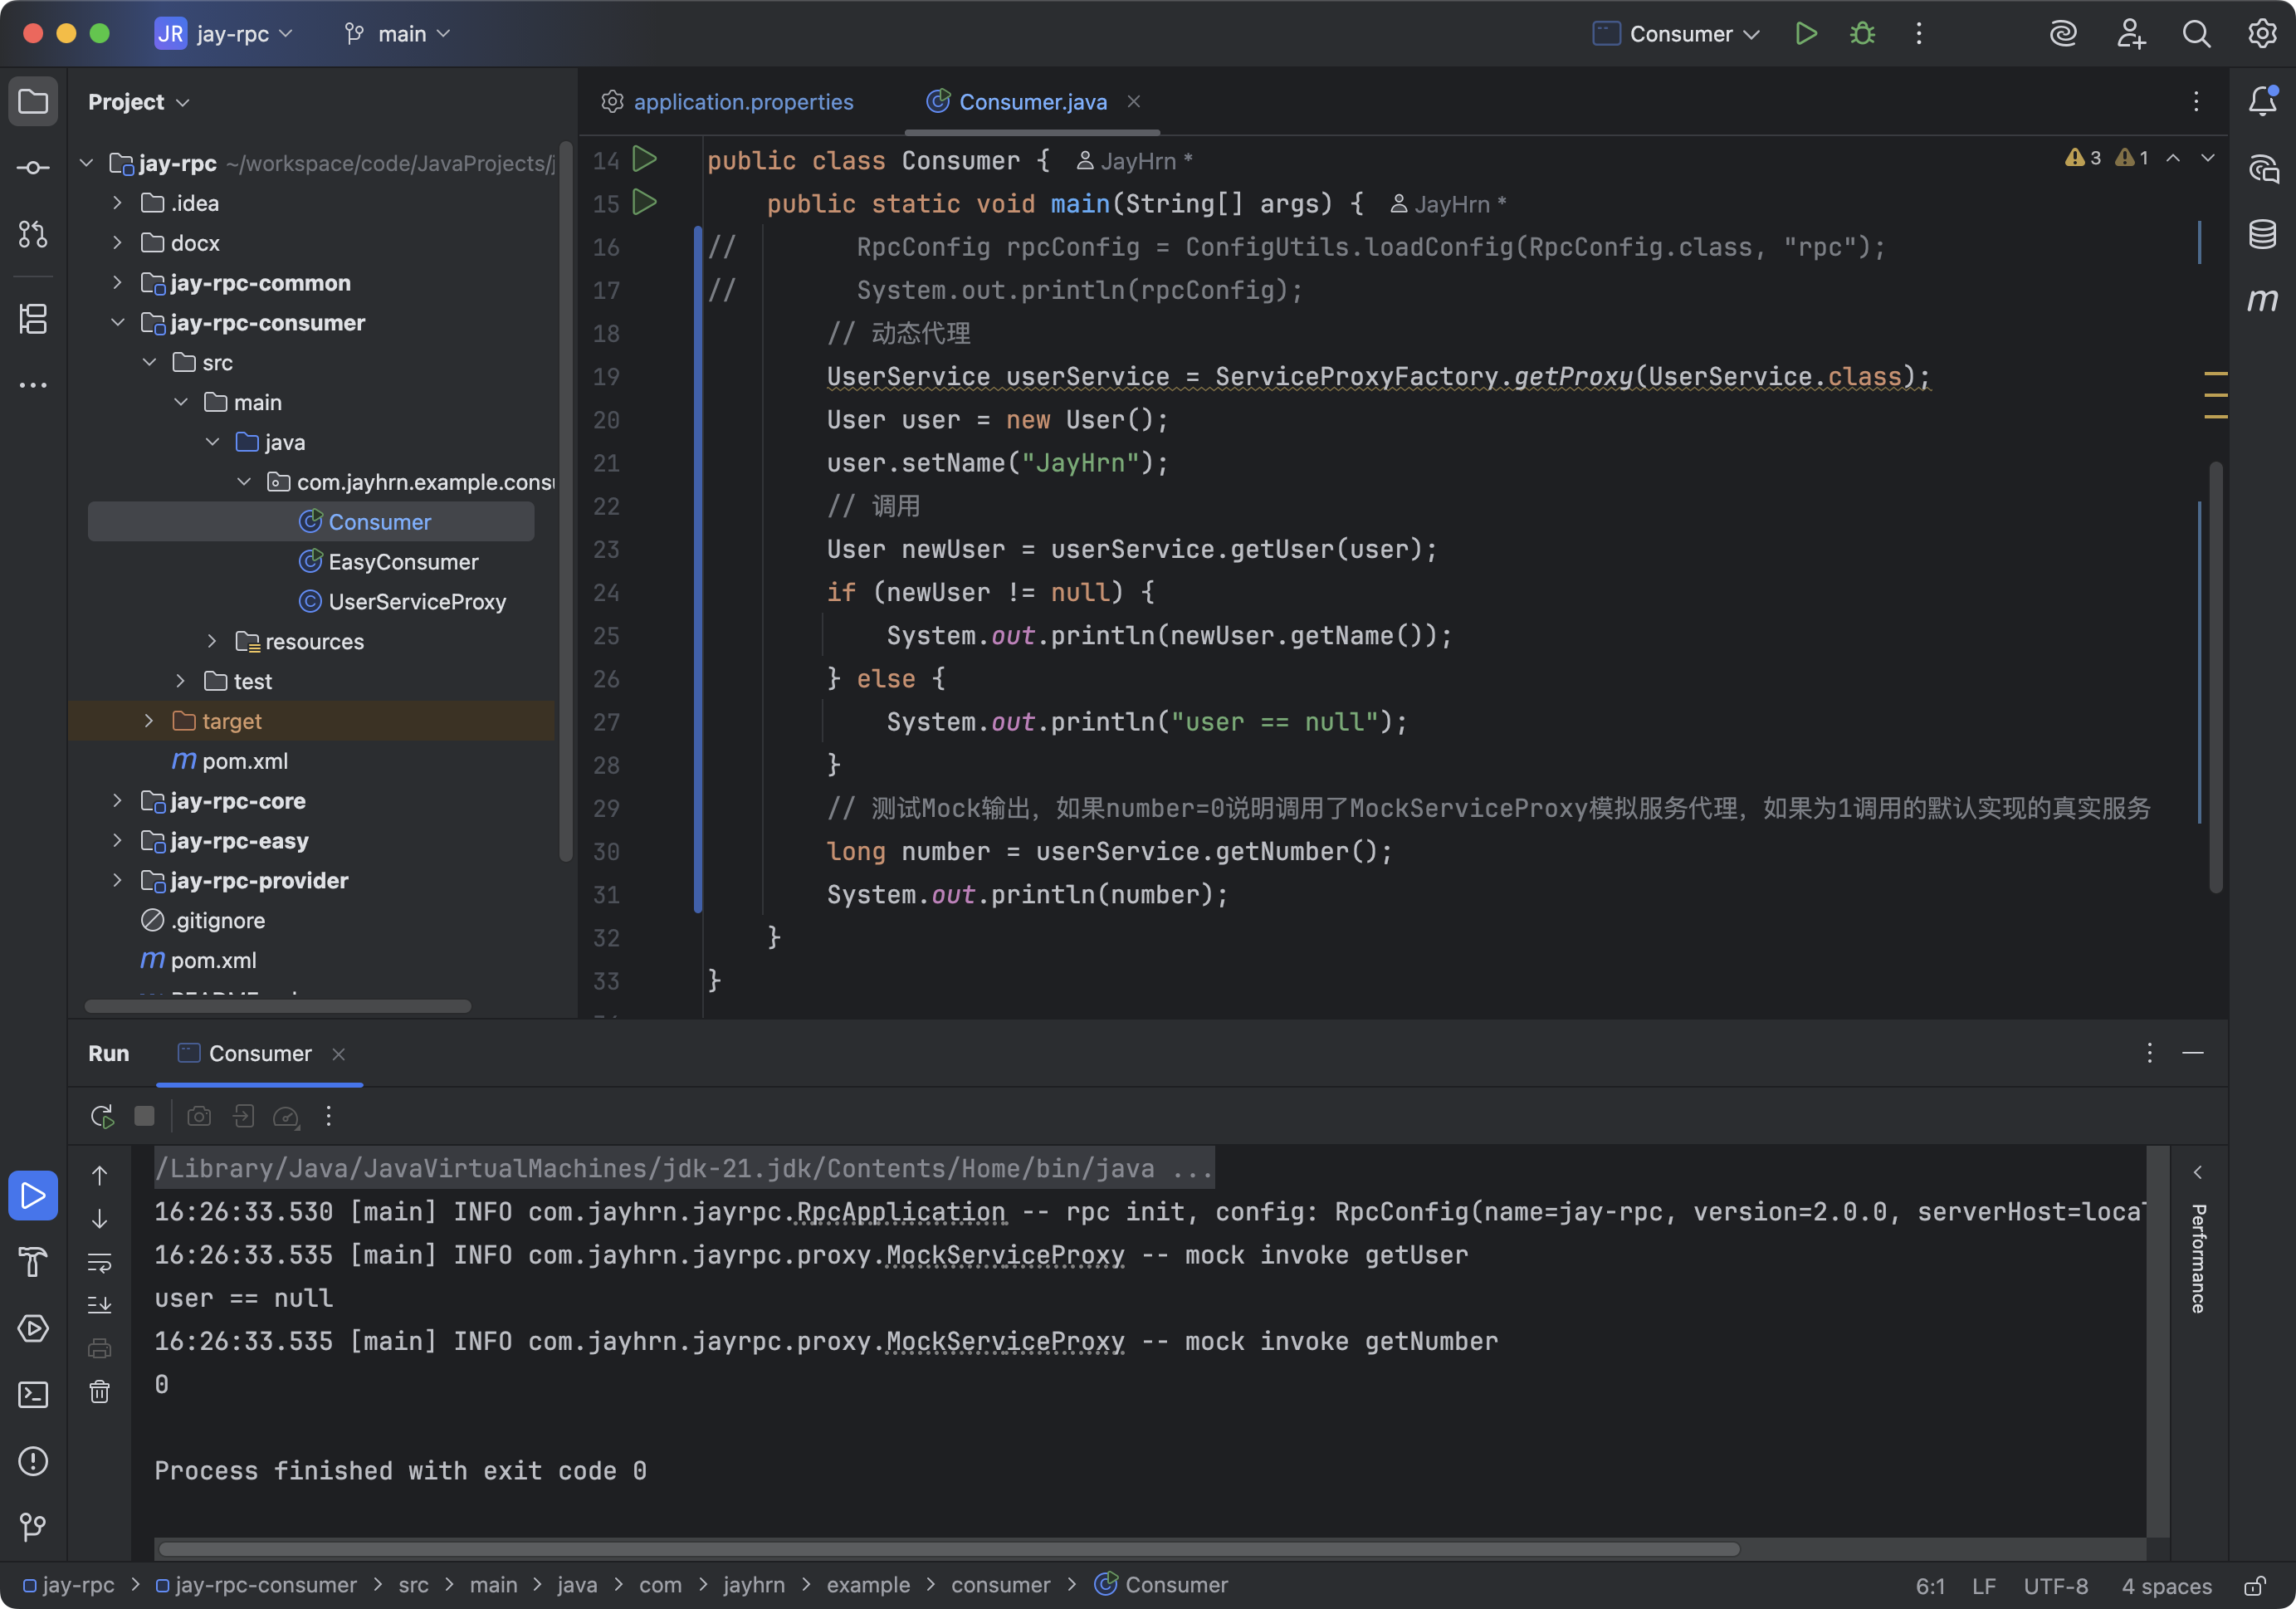 JR jay-rpc main Consumer
Project
application.properties Consumer.java
jay-rpc ~/workspace/code/JavaProjects/j
.idea
docx
jay-rpc-common
jay-rpc-consumer
src
main
java
com.jayhrn.example.consu
Consumer
EasyConsumer
UserServiceProxy
resources
test
target
m pom.xml
jay-rpc-core
jay-rpc-easy
jay-rpc-provider
.gitignore
m pom.xml
3 1
14 public class Consumer { JayHrn *
15 public static void main(String[] args) { JayHrn *
16 // RpcConfig rpcConfig = ConfigUtils.loadConfig(RpcConfig.class, "rpc");
17 // System.out.println(rpcConfig);
18 // 动态代理
19 UserService userService = ServiceProxyFactory.getProxy(UserService.class);
20 User user = new User();
21 user.setName("JayHrn");
22 // 调用
23 User newUser = userService.getUser(user);
24 if (newUser != null) {
25 System.out.println(newUser.getName());
26 } else {
27 System.out.println("user == null");
28 }
29 // 测试Mock输出，如果number=0说明调用了MockServiceProxy模拟服务代理，如果为1调用的默认实现的真实服务
30 long number = userService.getNumber();
31 System.out.println(number);
32 }
33 }
m
Run Consumer
/Library/Java/JavaVirtualMachines/jdk-21.jdk/Contents/Home/bin/java ...
16:26:33.530 [main] INFO com.jayhrn.jayrpc.RpcApplication -- rpc init, config: RpcConfig(name=jay-rpc, version=2.0.0, serverHost=local
16:26:33.535 [main] INFO com.jayhrn.jayrpc.proxy.MockServiceProxy -- mock invoke getUser
user == null
16:26:33.535 [main] INFO com.jayhrn.jayrpc.proxy.MockServiceProxy -- mock invoke getNumber
0
Process finished with exit code 0
Performance
jay-rpc > jay-rpc-consumer > src > main > java > com > jayhrn > example > consumer > Consumer
6:1 LF UTF-8 4 spaces